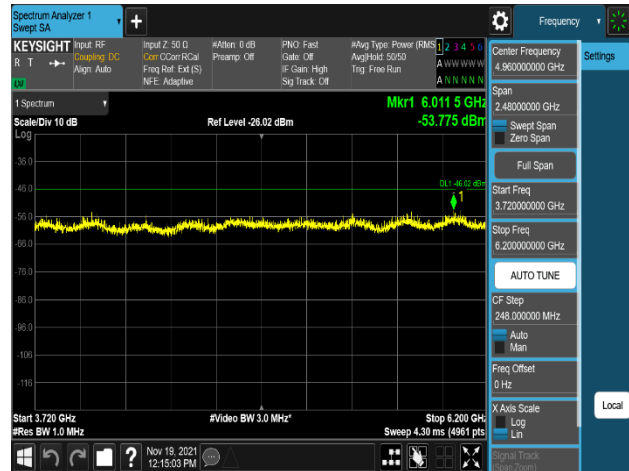 Spectrum Analyzer 1
Swept SA
+
Frequency
KEYSIGHT
R T
LXI
Input: RF
Coupling: DC
Align: Auto
Input Z: 50 Ω
Corr CCorr RCal
Freq Ref: Ext (S)
NFE: Adaptive
#Atten: 0 dB
Preamp: Off
PNO: Fast
Gate: Off
IF Gain: High
Sig Track: Off
#Avg Type: Power (RMS
Avg|Hold: 50/50
Trig: Free Run
1 2 3 4 5 6
A W W W W W
A N N N N N
1 Spectrum
Mkr1 6.011 5 GHz
Scale/Div 10 dB
Ref Level -26.02 dBm
-53.775 dBm
Log
-36.0
-46.0
-56.0
-66.0
-76.0
-86.0
-96.0
-106
-116
DL1 -46.02 dBm
1
Start 3.720 GHz
#Video BW 3.0 MHz*
Stop 6.200 GHz
#Res BW 1.0 MHz
Sweep 4.30 ms (4961 pts)
?
Nov 19, 2021
12:15:03 PM
Center Frequency
4.960000000 GHz
Settings
Span
2.48000000 GHz
Swept Span
Zero Span
Full Span
Start Freq
3.720000000 GHz
Stop Freq
6.200000000 GHz
AUTO TUNE
CF Step
248.000000 MHz
Auto
Man
Freq Offset
0 Hz
X Axis Scale
Log
Lin
Local
Signal Track
(Span Zoom)